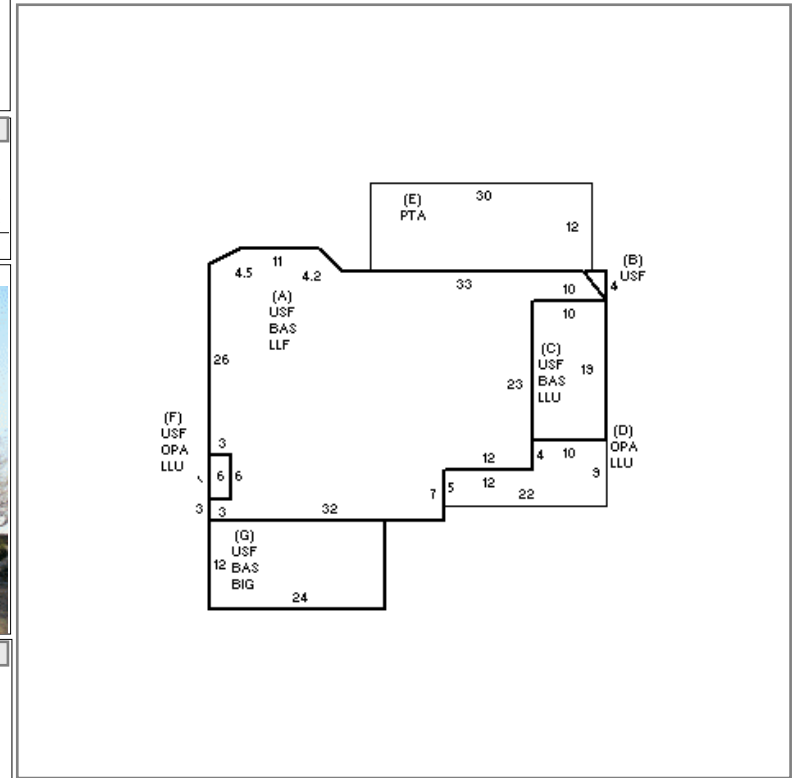 (E)
PTA
30
12
(B)
USF
4
11
4.5
4.2
33
10
(A)
USF
BAS
LLF
10
(C)
USF
BAS
LLU
19
26
23
(F)
USF
OPA
LLU
3
6
6
3
3
(D)
OPA
LLU
12
4
10
9
12
22
7
5
32
(G)
USF
BAS
BIG
12
24